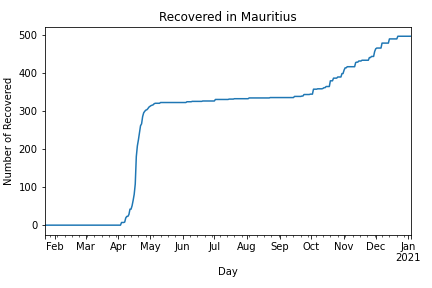 Recovered in Mauritius
Number of Recovered
500
400
300
200
100
0
Feb Mar Apr May Jun Jul Aug Sep Oct Nov Dec Jan
2021
Day